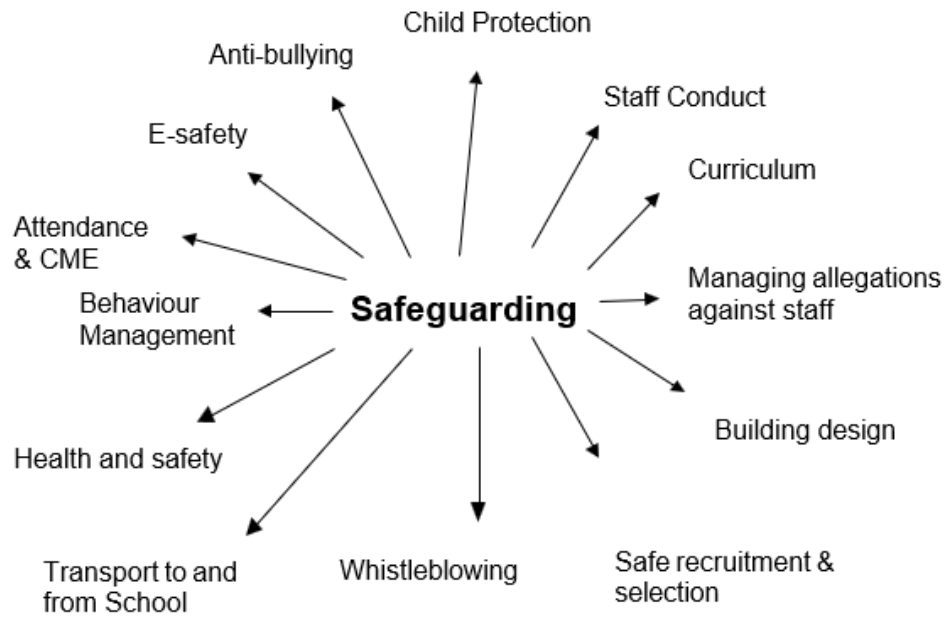 Child Protection
Anti-bullying
Staff Conduct
E-safety
Curriculum
Attendance
& CME
Managing allegations
against staff
Behaviour
Management
Safeguarding
Building design
Health and safety
Transport to and
from School
Whistleblowing
Safe recruitment &
selection